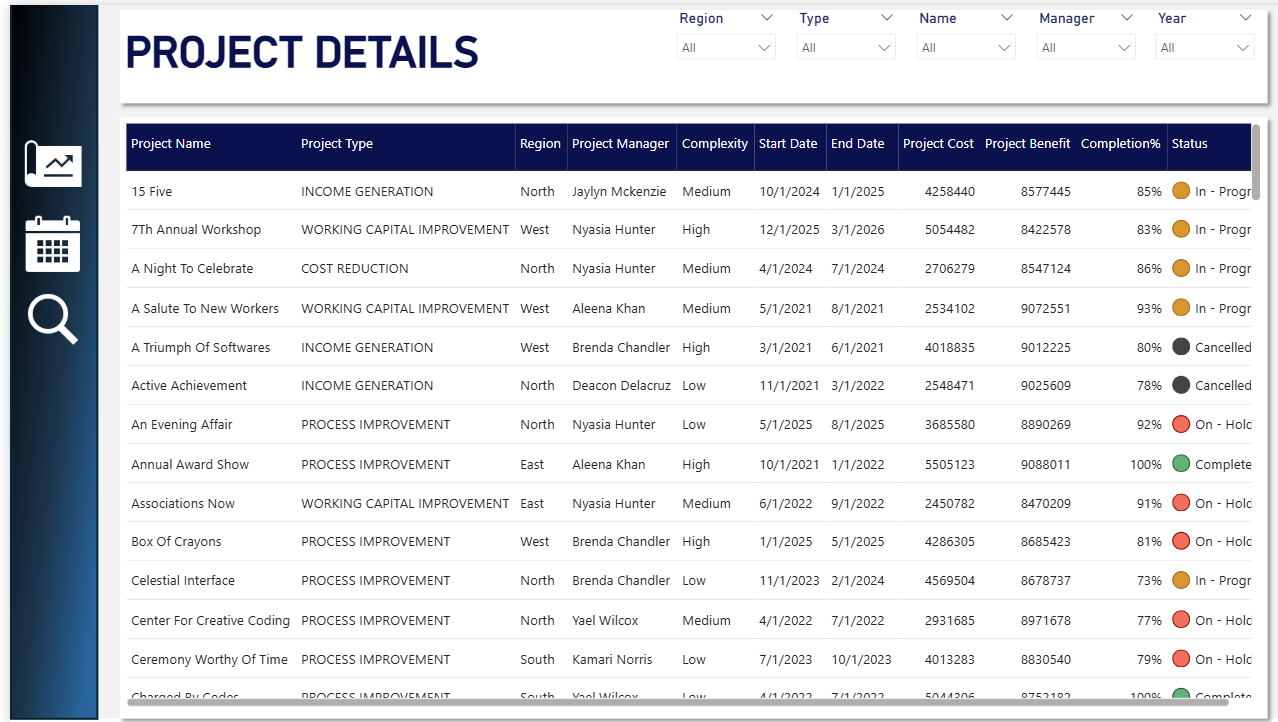 Region Type Name Manager Year
PROJECT DETAILS
All All All All All
Project Name Project Type Region Project Manager Complexity Start Date End Date Project Cost Project Benefit Completion% Status
15 Five INCOME GENERATION North Jaylyn Mckenzie Medium 10/1/2024 1/1/2025 4258440 8577445 85% In - Progr
7Th Annual Workshop WORKING CAPITAL IMPROVEMENT West Nyasia Hunter High 12/1/2025 3/1/2026 5054482 8422578 83% In - Progr
A Night To Celebrate COST REDUCTION North Nyasia Hunter Medium 4/1/2024 7/1/2024 2706279 8547124 86% In - Progr
A Salute To New Workers WORKING CAPITAL IMPROVEMENT West Aleena Khan Medium 5/1/2021 8/1/2021 2534102 9072551 93% In - Progr
A Triumph Of Softwares INCOME GENERATION West Brenda Chandler High 3/1/2021 6/1/2021 4018835 9012225 80% Cancelled
Active Achievement INCOME GENERATION North Deacon Delacruz Low 11/1/2021 3/1/2022 2548471 9025609 78% Cancelled
An Evening Affair PROCESS IMPROVEMENT North Nyasia Hunter Low 5/1/2025 8/1/2025 3685580 8890269 92% On - Hold
Annual Award Show PROCESS IMPROVEMENT East Aleena Khan High 10/1/2021 1/1/2022 5505123 9088011 100% Complete
Associations Now WORKING CAPITAL IMPROVEMENT East Nyasia Hunter Medium 6/1/2022 9/1/2022 2450782 8470209 91% On - Hold
Box Of Crayons PROCESS IMPROVEMENT West Brenda Chandler High 1/1/2025 5/1/2025 4286305 8685423 81% On - Hold
Celestial Interface PROCESS IMPROVEMENT North Brenda Chandler Low 11/1/2023 2/1/2024 4569504 8678737 73% In - Progr
Center For Creative Coding PROCESS IMPROVEMENT North Yael Wilcox Medium 4/1/2022 7/1/2022 2931685 8971678 77% On - Hold
Ceremony Worthy Of Time PROCESS IMPROVEMENT South Kamari Norris Low 7/1/2023 10/1/2023 4013283 8830540 79% On - Hold
Charged By Codes PROCESS IMPROVEMENT South Yael Wilcox Low 4/1/2022 7/1/2022 5044306 8752182 100% Complete